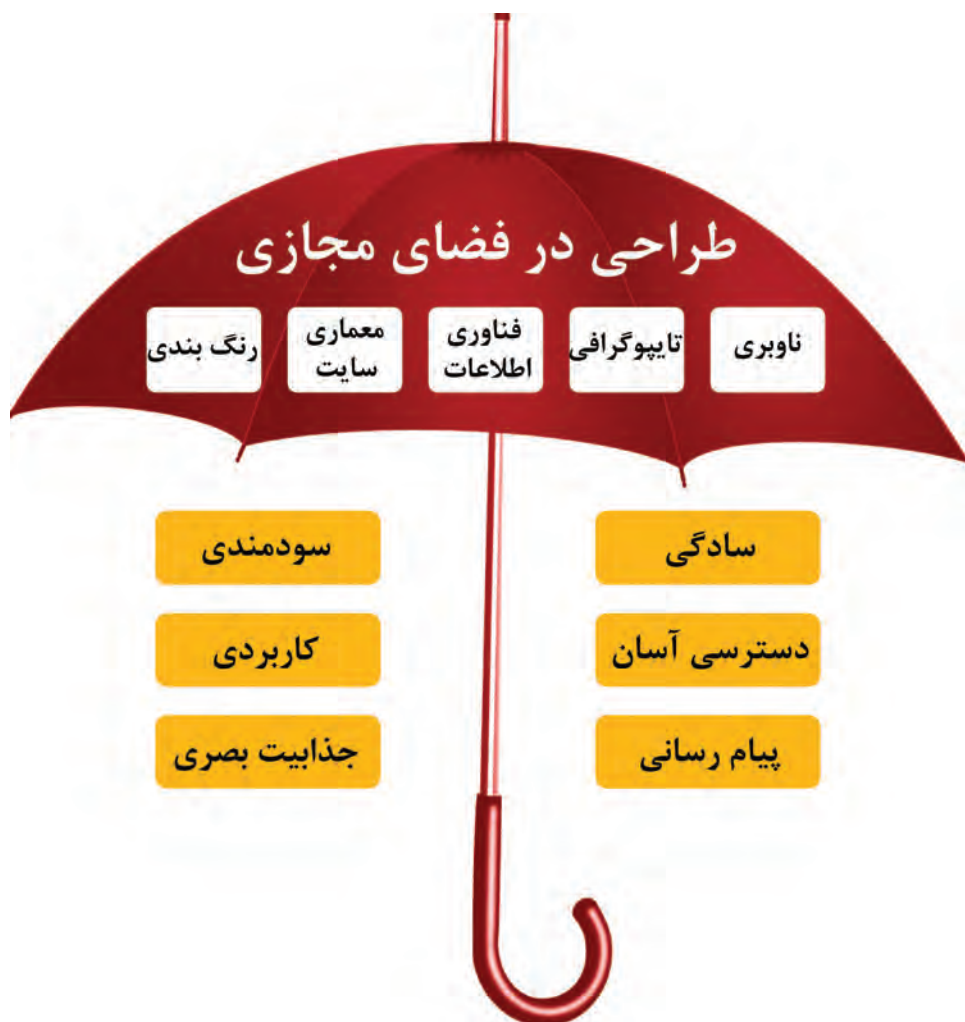 طراحی در فضای مجازی
ناوبری
تایپوگرافی
فناوری
اطلاعات
معماری
سایت
رنگ بندی
سادگی
سودمندی
دسترسی آسان
کاربردی
پیام رسانی
جذابیت بصری